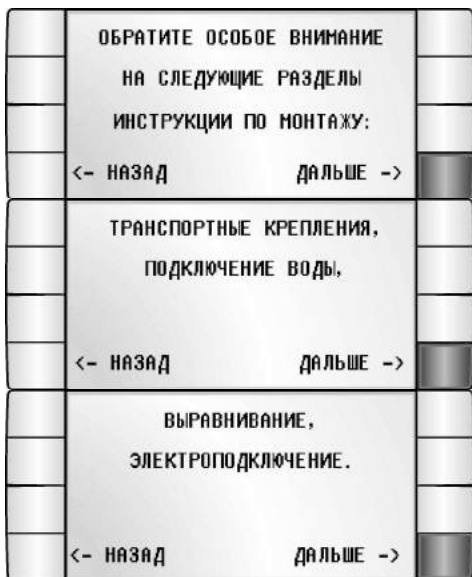 ОБРАТИТЕ ОСОБОЕ ВНИМАНИЕ
НА СЛЕДУЮЩИЕ РАЗДЕЛЫ
ИНСТРУКЦИИ ПО МОНТАЖУ:
<- НАЗАД ДАЛЬШЕ ->
ТРАНСПОРТНЫЕ КРЕПЛЕНИЯ,
ПОДКЛЮЧЕНИЕ ВОДЫ,
<- НАЗАД ДАЛЬШЕ ->
ВЫРАВНИВАНИЕ,
ЭЛЕКТРОПОДКЛЮЧЕНИЕ.
<- НАЗАД ДАЛЬШЕ ->